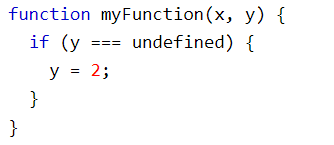 function myFunction(x, y) {
  if (y === undefined) {
    y = 2;
  }
}